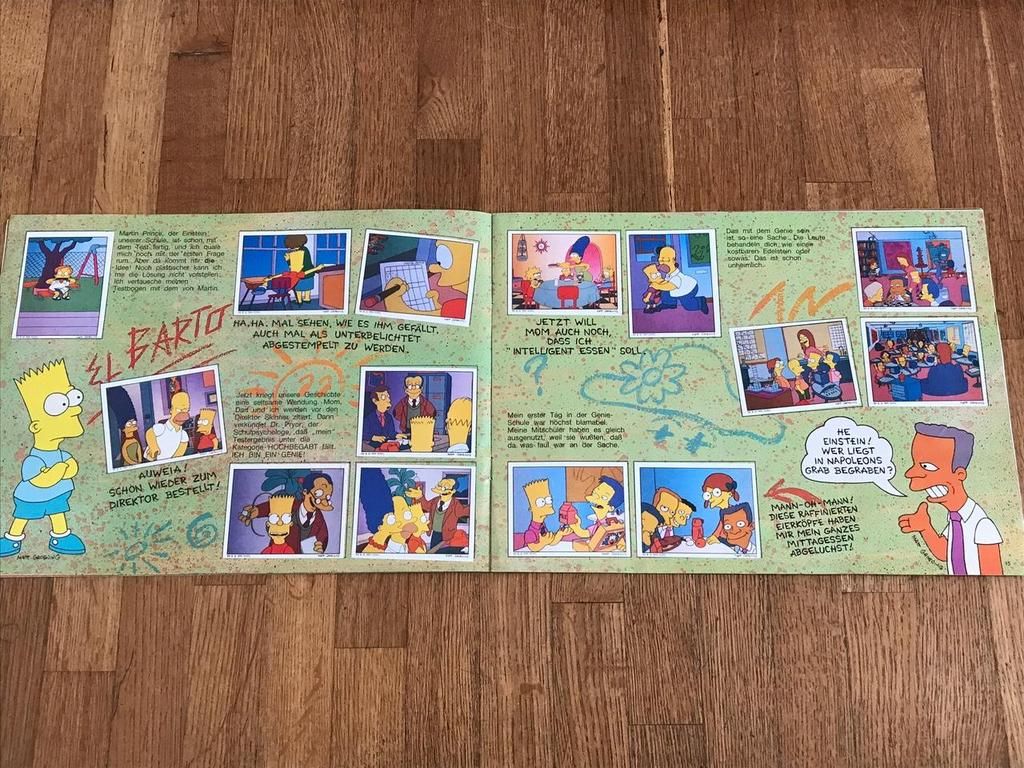 Martin Prince, der Einstein
unserer Schule, ist schon mit
dem Test fertig, und ich quäle
mich noch mit der ersten Frage
rum. Aber da kommt mir die
Idee! Noch plastischer kann ich
mir die Lösung nicht vorstellen.
Ich vertausche meinen
Testbogen mit dem von Martin.
EL BARTO
HA, HA. MAL SEHEN, WIE ES IHM GEFÄLLT,
AUCH MAL ALS UNTERBELICHTET
ABGESTEMPELT ZU WERDEN.
Jetzt kriegt unsere Geschichte
eine seltsame Wendung. Mom,
Dad und ich werden vor den
Direktor Skinner zitiert. Dann
verkündet Dr. Pryor, der
Schulpsychologe, daß „mein"
Testergebnis unter die
Kategorie HOCHBEGABT fällt.
ICH BIN EIN GENIE!
AUWEIA!
SCHON WIEDER ZUM
DIREKTOR BESTELLT!
MATT GROENING
JETZT WILL
MOM AUCH NOCH,
DASS ICH
"INTELLIGENT ESSEN" SOLL.
Das mit dem Genie sein
ist so eine Sache. Die Leute
behandeln dich wie einen
kostbaren Edelstein oder
sowas. Das ist schon
unheimlich.
Mein erster Tag in der Genie-
Schule war höchst blamabel.
Meine Mitschüler haben es gleich
ausgenutzt, weil sie wußten, daß
da was faul war an der Sache.
HE
EINSTEIN!
WER LIEGT
IN NAPOLEONS
GRAB BEGRABEN?
MANN-OH-MANN!
DIESE RAFFINIERTEN
EIERKÖPFE HABEN
MIR MEIN GANZES
MITTAGESSEN
ABGELUCHST!
MATT GROENING